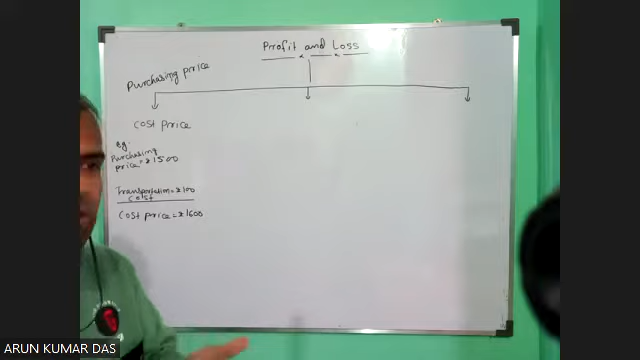 Profit and Loss
Purchasing price
Cost price
eg:
Purchasing
price = ₹1500
Transportation = ₹100
cost
Cost price = ₹1600
ARUN KUMAR DAS